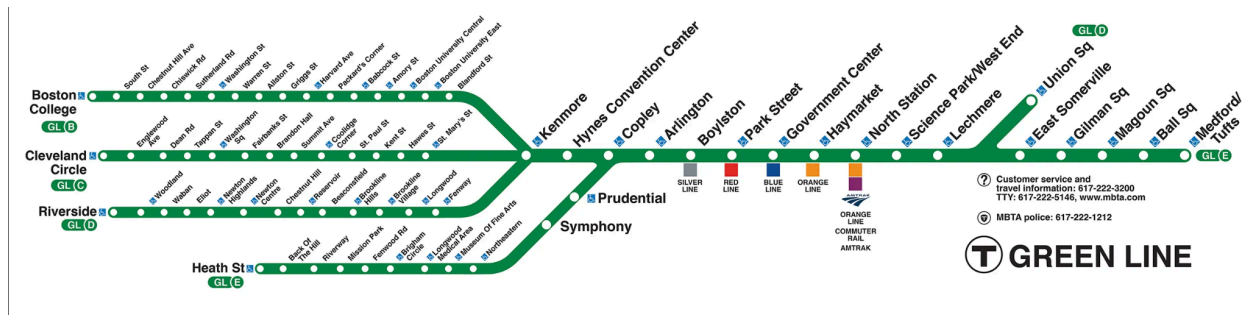 GL D
South St
Chestnut Hill Ave
Chiswick Rd
Sutherland Rd
Washington St
Warren St
Allston St
Griggs St
Harvard Ave
Packard's Corner
Babcock St
Amory St
Boston University Central
Boston University East
Blandford St
Boston
College
GL B
Englewood
Ave
Dean Rd
Tappan St
Washington
Sq
Fairbanks St
Brandon Hall
Summit Ave
Coolidge
Corner
St. Paul St
Kent St
Hawes St
St. Mary's St
Cleveland
Circle
GL C
Woodland
Waban
Eliot
Newton
Highlands
Newton
Centre
Chestnut Hill
Reservoir
Beaconsfield
Brookline
Hills
Brookline
Village
Longwood
Fenway
Riverside
GL D
Back Of
The Hill
Riverway
Mission Park
Fenwood Rd
Brigham
Circle
Longwood
Medical Area
Museum Of Fine Arts
Northeastern
Heath St
GL E
Symphony
Prudential
Kenmore
Hynes Convention Center
Copley
Arlington
Boylston
Park Street
Government Center
Haymarket
North Station
Science Park/West End
Lechmere
Union Sq
East Somerville
Gilman Sq
Magoun Sq
Ball Sq
Medford/
Tufts
GL E
SILVER
LINE
RED
LINE
BLUE
LINE
ORANGE
LINE
AMTRAK
ORANGE
LINE
COMMUTER
RAIL
AMTRAK
? Customer service and
travel information: 617-222-3200
TTY: 617-222-5146, www.mbta.com
MBTA police: 617-222-1212
T GREEN LINE